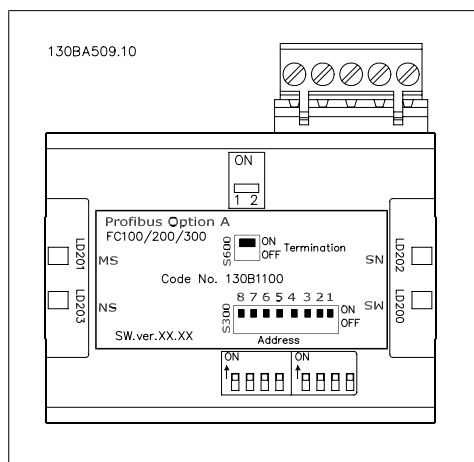 130BA509.10
ON
1 2
Profibus Option A
FC100/200/300
S600
ON
OFF
Termination
LD201
MS
LD202
SN
Code No. 130B1100
LD203
NS
LD200
SW
8 7 6 5 4 3 2 1
S300
ON
OFF
SW.ver.XX.XX
Address
ON
ON